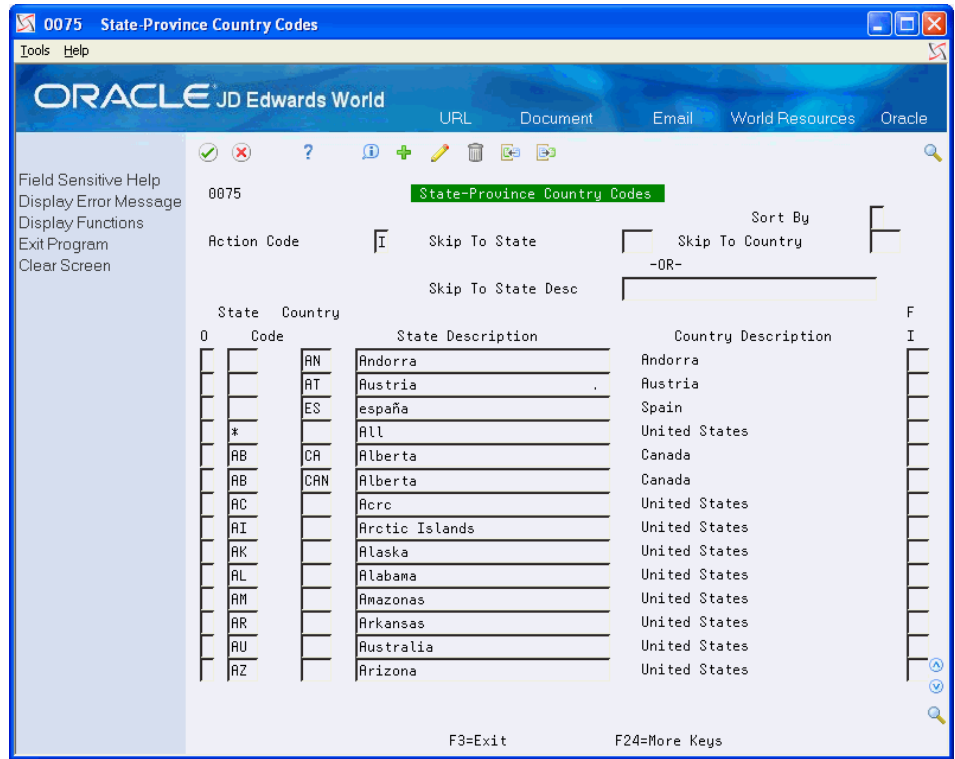 0075 State-Province Country Codes
Tools Help
ORACLE JD Edwards World
URL Document Email World Resources Oracle
Field Sensitive Help
Display Error Message
Display Functions
Exit Program
Clear Screen
0075 State-Province Country Codes
Sort By
Action Code I Skip To State Skip To Country
-OR-
Skip To State Desc
State Country F
O Code State Description Country Description I
AN Andorra Andorra
AT Austria . Austria
ES españa Spain
* All United States
AB CA Alberta Canada
AB CAN Alberta Canada
AC Acrc United States
AI Arctic Islands United States
AK Alaska United States
AL Alabama United States
AM Amazonas United States
AR Arkansas United States
AU Australia United States
AZ Arizona United States
F3=Exit F24=More Keys